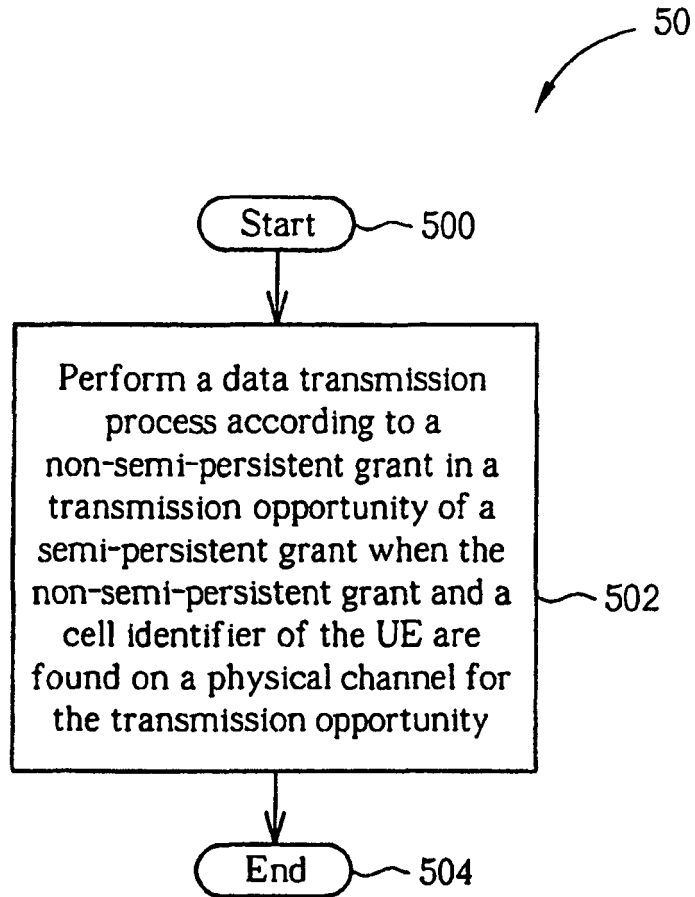 50
Start
500
Perform a data transmission
process according to a
non-semi-persistent grant in a
transmission opportunity of a
semi-persistent grant when the
non-semi-persistent grant and a
cell identifier of the UE are
found on a physical channel for
the transmission opportunity
502
End
504